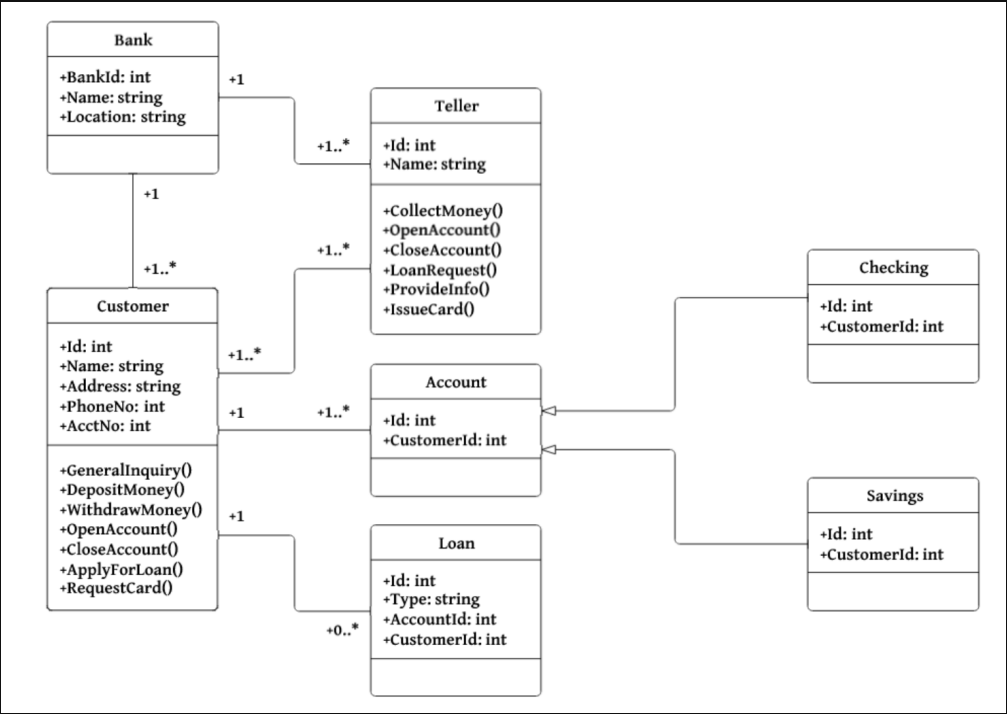 Bank
+BankId: int
+Name: string
+Location: string
+1
+1..*
Teller
+Id: int
+Name: string
+CollectMoney()
+OpenAccount()
+CloseAccount()
+LoanRequest()
+ProvideInfo()
+IssueCard()
+1
+1..*
+1..*
+1..*
Customer
+Id: int
+Name: string
+Address: string
+PhoneNo: int
+AcctNo: int
+GeneralInquiry()
+DepositMoney()
+WithdrawMoney()
+OpenAccount()
+CloseAccount()
+ApplyForLoan()
+RequestCard()
+1
+1..*
Account
+Id: int
+CustomerId: int
+1
+0..*
Loan
+Id: int
+Type: string
+AccountId: int
+CustomerId: int
Checking
+Id: int
+CustomerId: int
Savings
+Id: int
+CustomerId: int